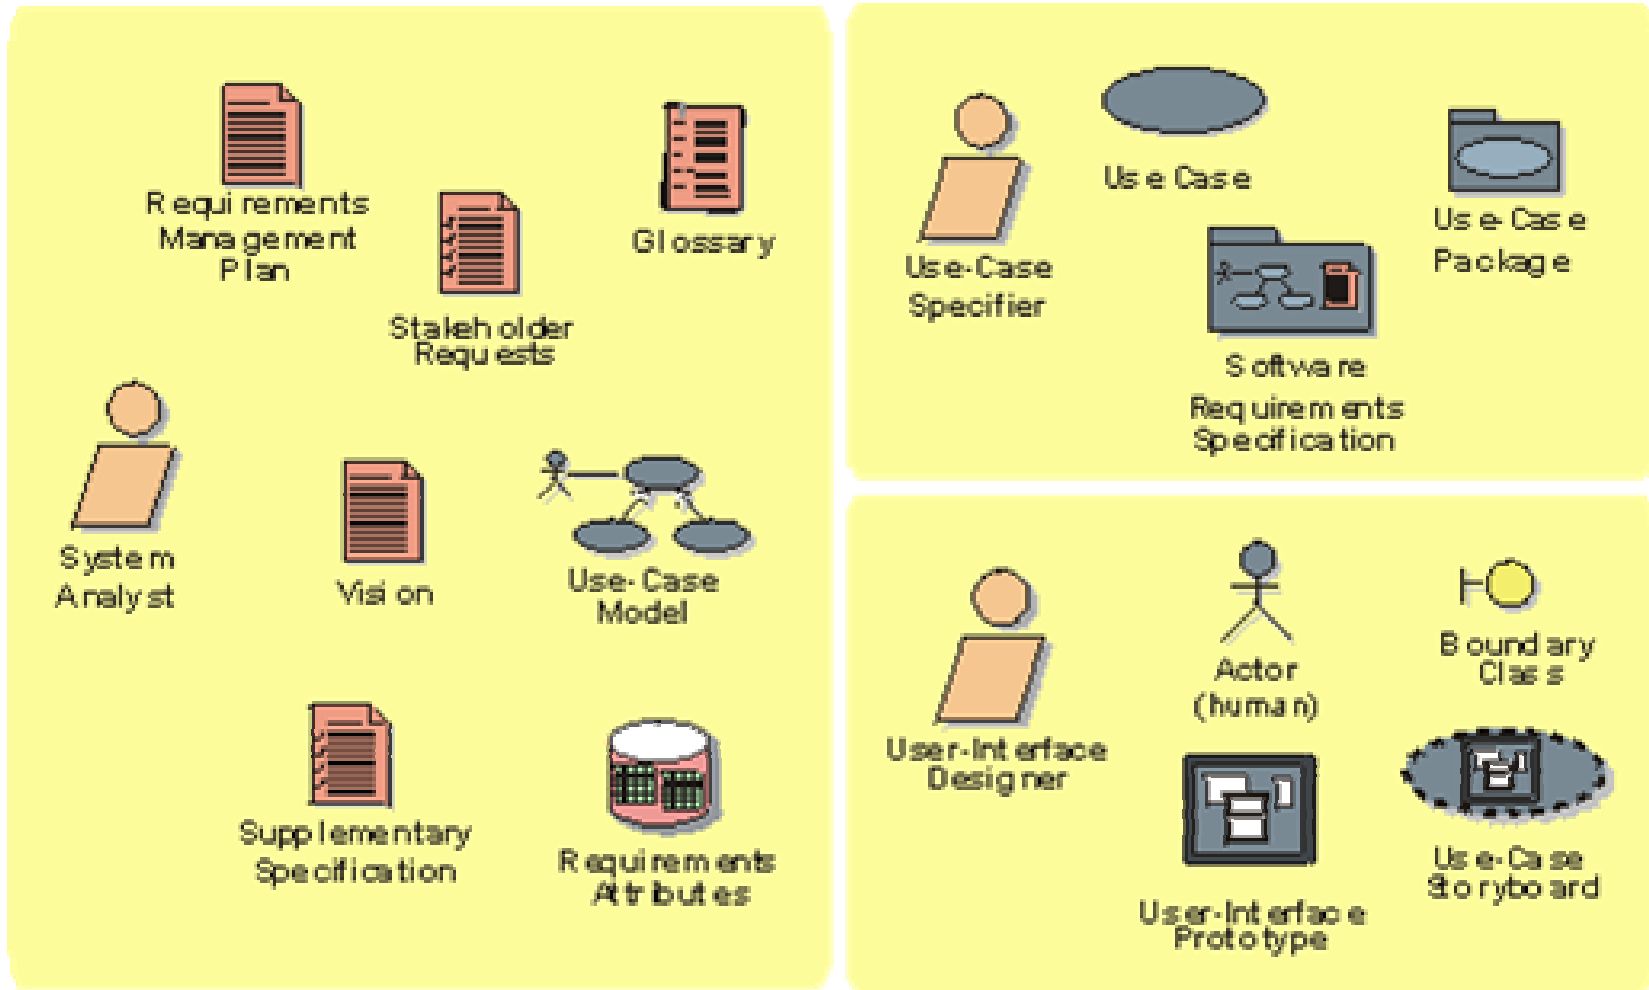 Requirements
Management
Plan
Stakeholder
Requests
Glossary
System
Analyst
Vision
Use-Case
Model
Supplementary
Specification
Requirements
Attributes
Use-Case
Specifier
Use Case
Use-Case
Package
Software
Requirements
Specification
User-Interface
Designer
Actor
(human)
Boundary
Class
User-Interface
Prototype
Use-Case
Storyboard